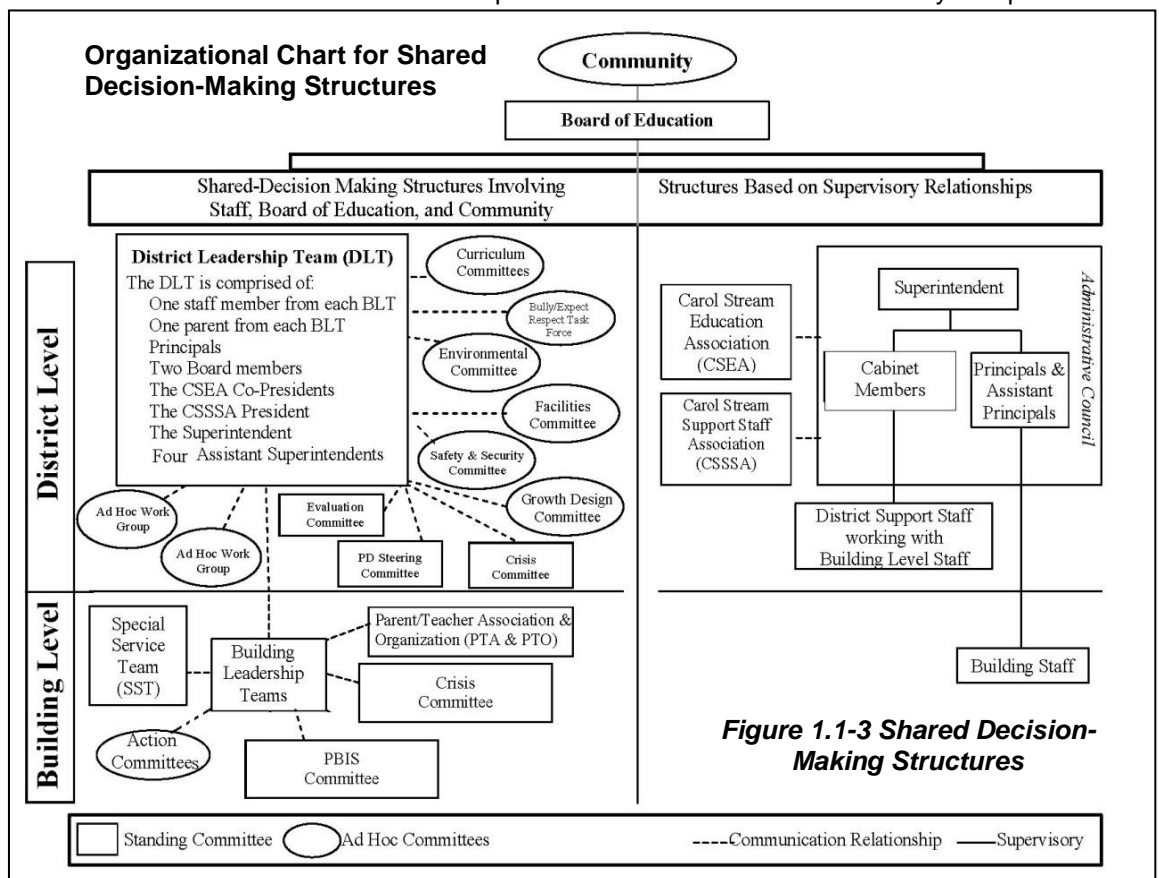 Organizational Chart for Shared
Decision-Making Structures
Community
Board of Education
Shared-Decision Making Structures Involving
Staff, Board of Education, and Community
Structures Based on Supervisory Relationships
District Level
District Leadership Team (DLT)
The DLT is comprised of:
One staff member from each BLT
One parent from each BLT
Principals
Two Board members
The CSEA Co-Presidents
The CSSSA President
The Superintendent
Four Assistant Superintendents
Curriculum
Committees
Bully/Expect
Respect Task
Force
Environmental
Committee
Facilities
Committee
Safety & Security
Committee
Growth Design
Committee
Ad Hoc Work
Group
Ad Hoc Work
Group
Evaluation
Committee
PD Steering
Committee
Crisis
Committee
Carol Stream
Education
Association
(CSEA)
Carol Stream
Support Staff
Association
(CSSSA)
Superintendent
Cabinet
Members
Principals &
Assistant
Principals
Administrative Council
District Support Staff
working with
Building Level Staff
Building Level
Special
Service
Team
(SST)
Building
Leadership
Teams
Parent/Teacher Association &
Organization (PTA & PTO)
Crisis
Committee
Action
Committees
PBIS
Committee
Building Staff
Figure 1.1-3 Shared Decision-
Making Structures
Standing Committee
Ad Hoc Committees
Communication Relationship
Supervisory